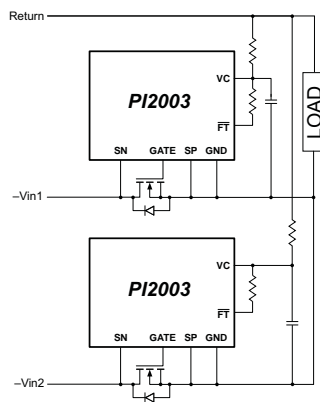 Return
VC
PI2003
LOAD
FT
SN GATE SP GND
–Vin1
VC
PI2003
FT
SN GATE SP GND
–Vin2